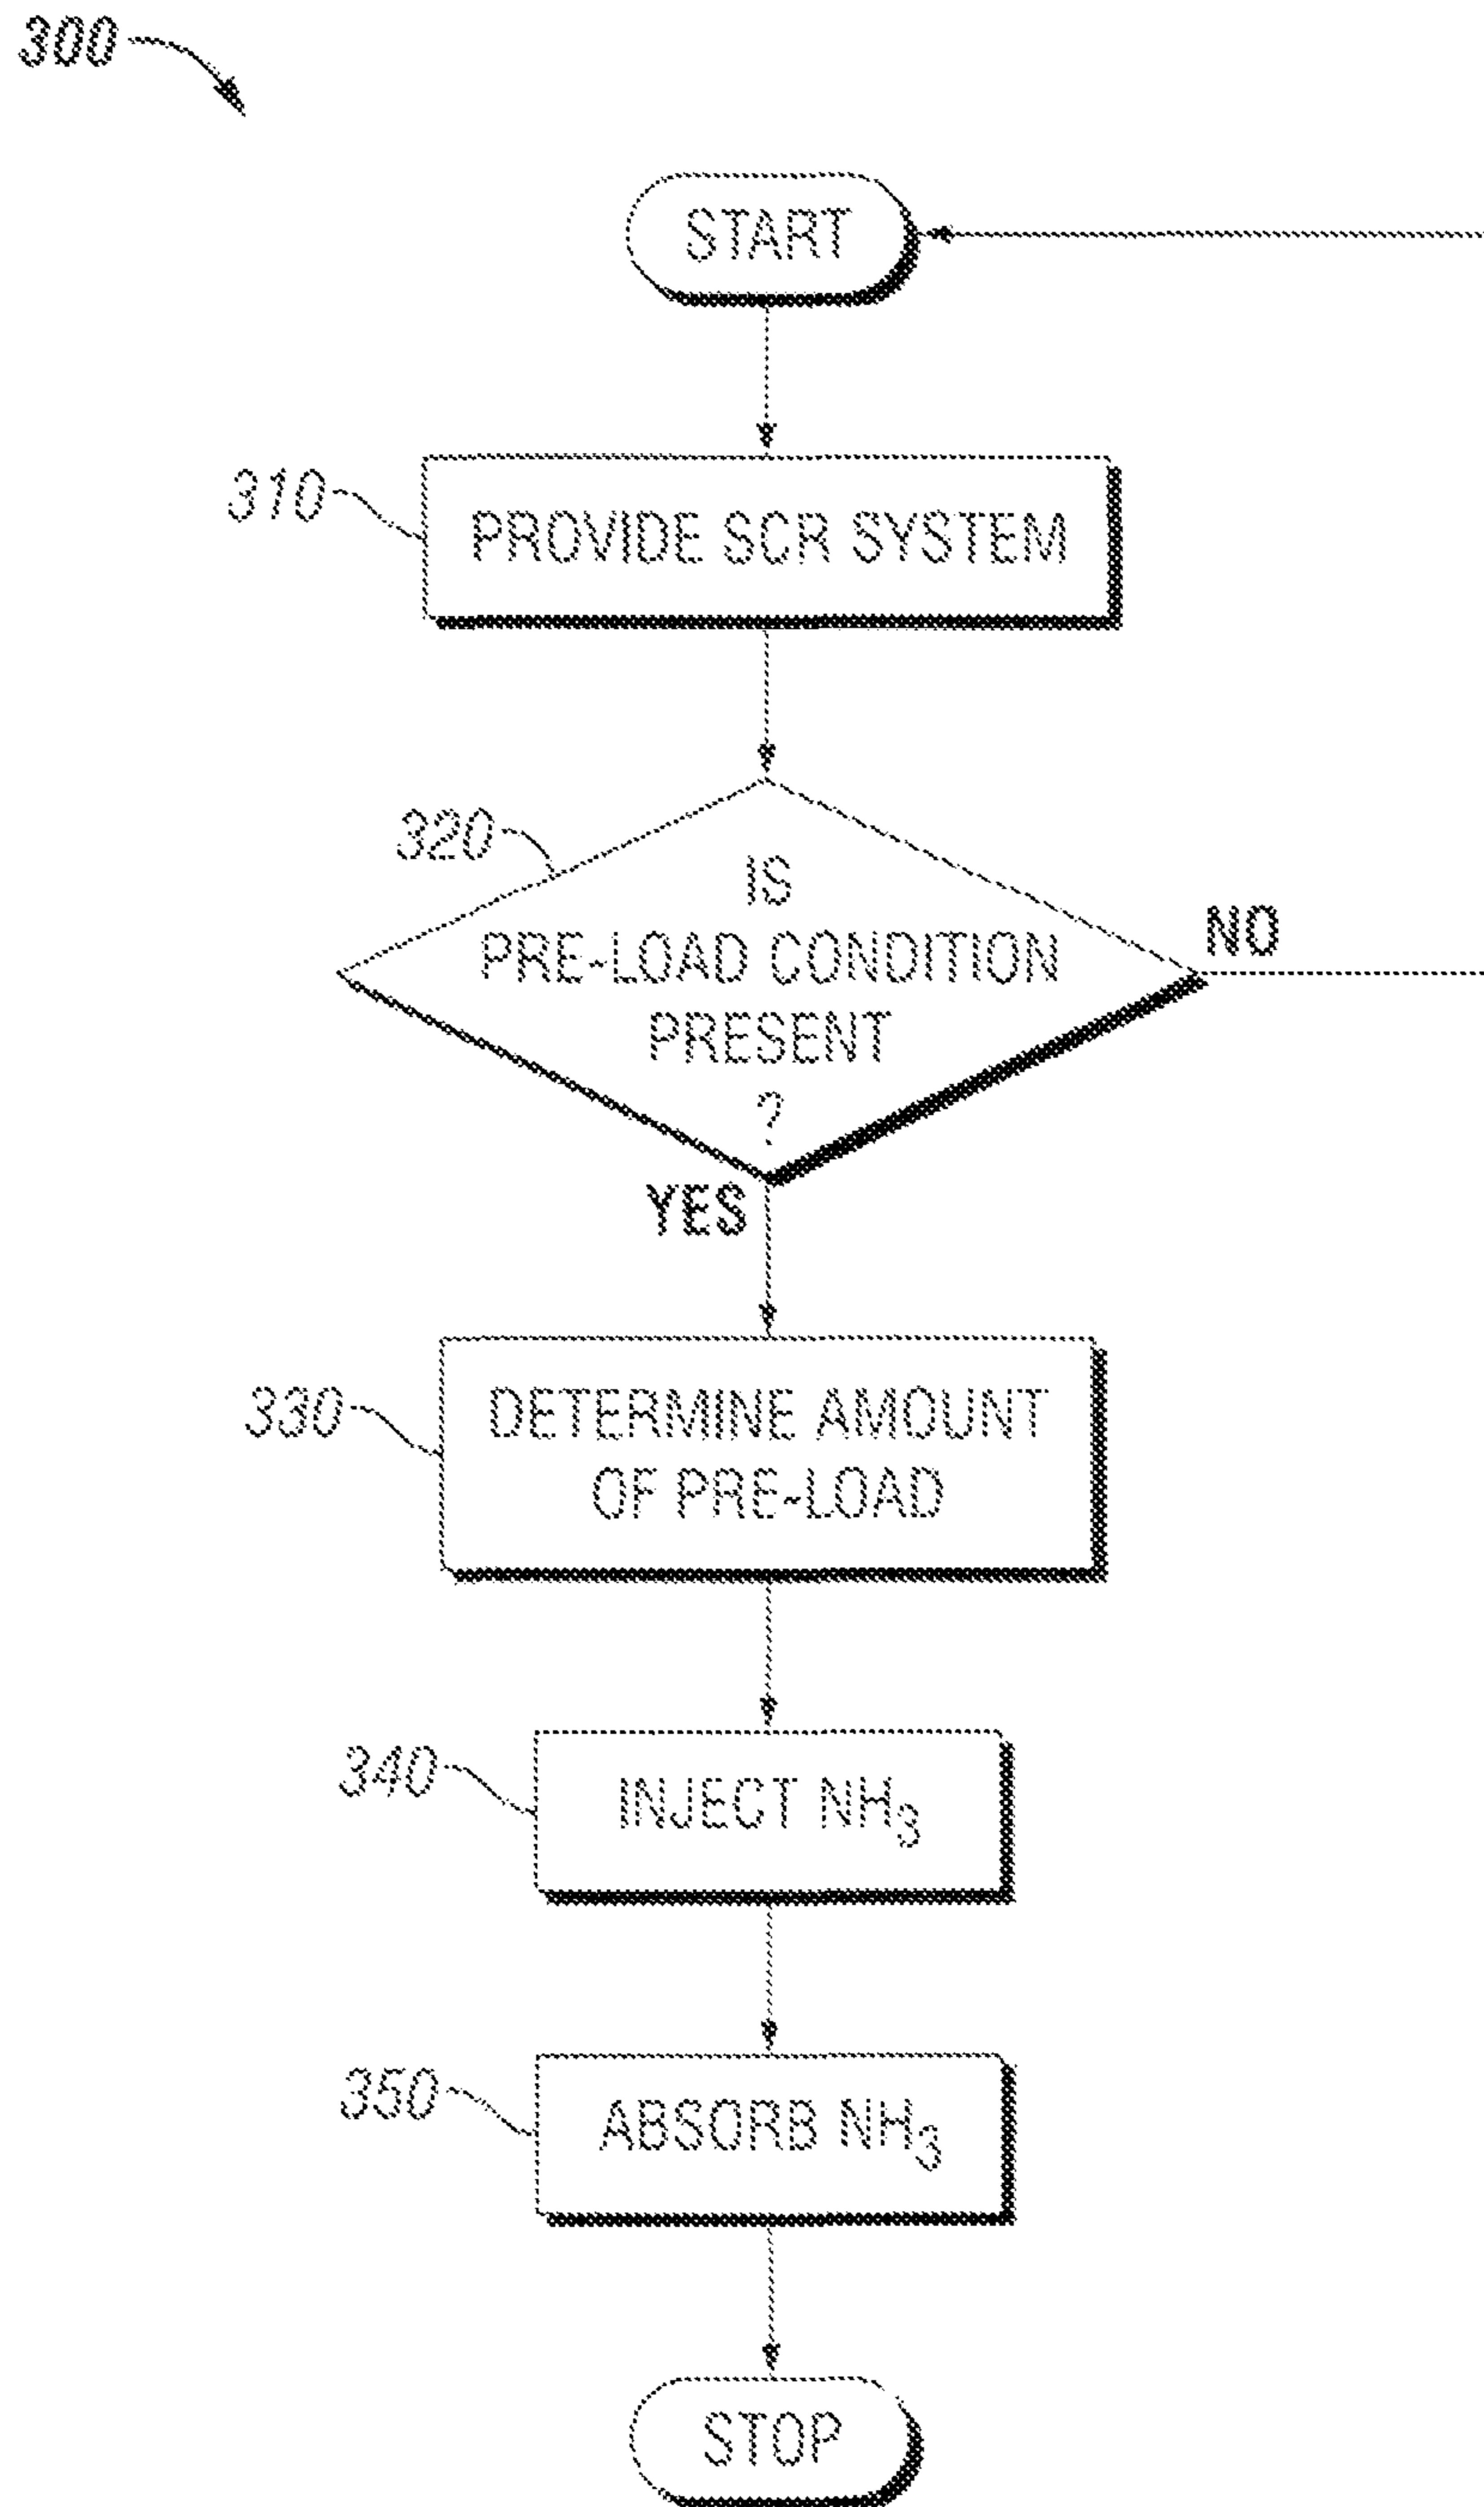 300
START
310
PROVIDE SCR SYSTEM
320
IS
PRE-LOAD CONDITION
PRESENT
?
NO
YES
330
DETERMINE AMOUNT
OF PRE-LOAD
340
INJECT NH3
350
ABSORB NH3
STOP